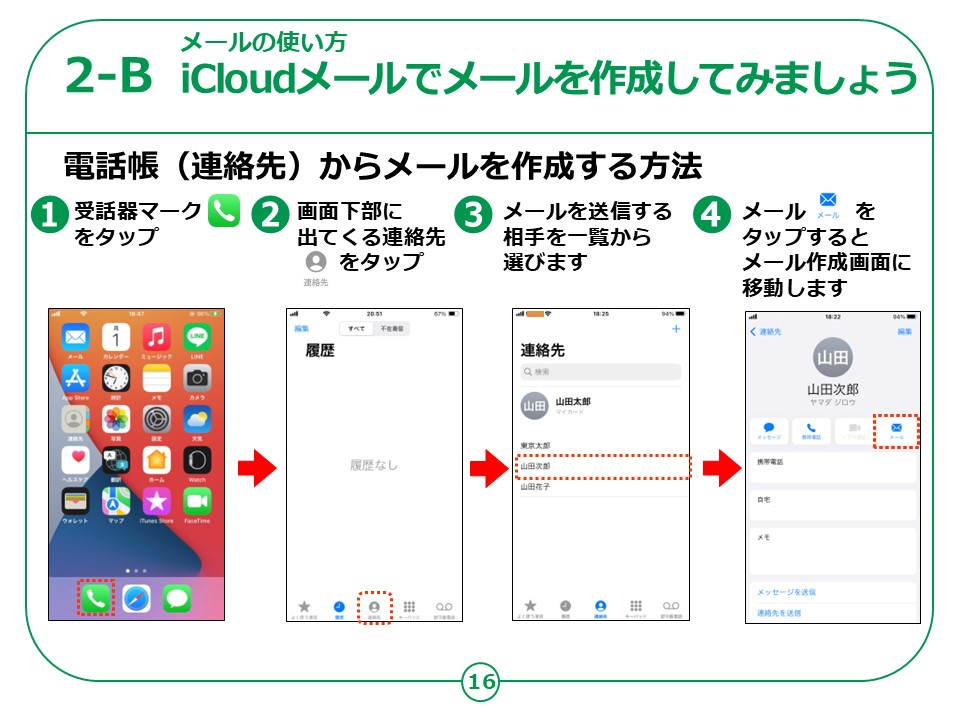 メールの使い方
2-B iCloudメールでメールを作成してみましょう
電話帳（連絡先）からメールを作成する方法
1 受話器マーク
をタップ
2 画面下部に
出てくる連絡先
をタップ
連絡先
3 メールを送信する
相手を一覧から
選びます
4 メール を
メール
タップすると
メール作成画面に
移動します
18:47 96%
月
1
メール カレンダー ミュージック LINE
App Store 時計 メモ カメラ
連絡先 写真 設定 天気
ヘルスケア 翻訳 ホーム Watch
ウォレット マップ iTunes Store FaceTime
20:51 67%
編集 すべて 不在着信
履歴
履歴なし
よく使う項目 履歴 連絡先 キーパッド 留守番電話
18:25 94%
+
連絡先
検索
山田 山田太郎
マイカード
東京太郎
山田次郎
山田花子
よく使う項目 履歴 連絡先 キーパッド 留守番電話
18:22 94%
連絡先 編集
山田
山田次郎
ヤマダ ジロウ
メッセージ 携帯電話 メール
携帯電話
自宅
メモ
メッセージを送信
連絡先を送信
16